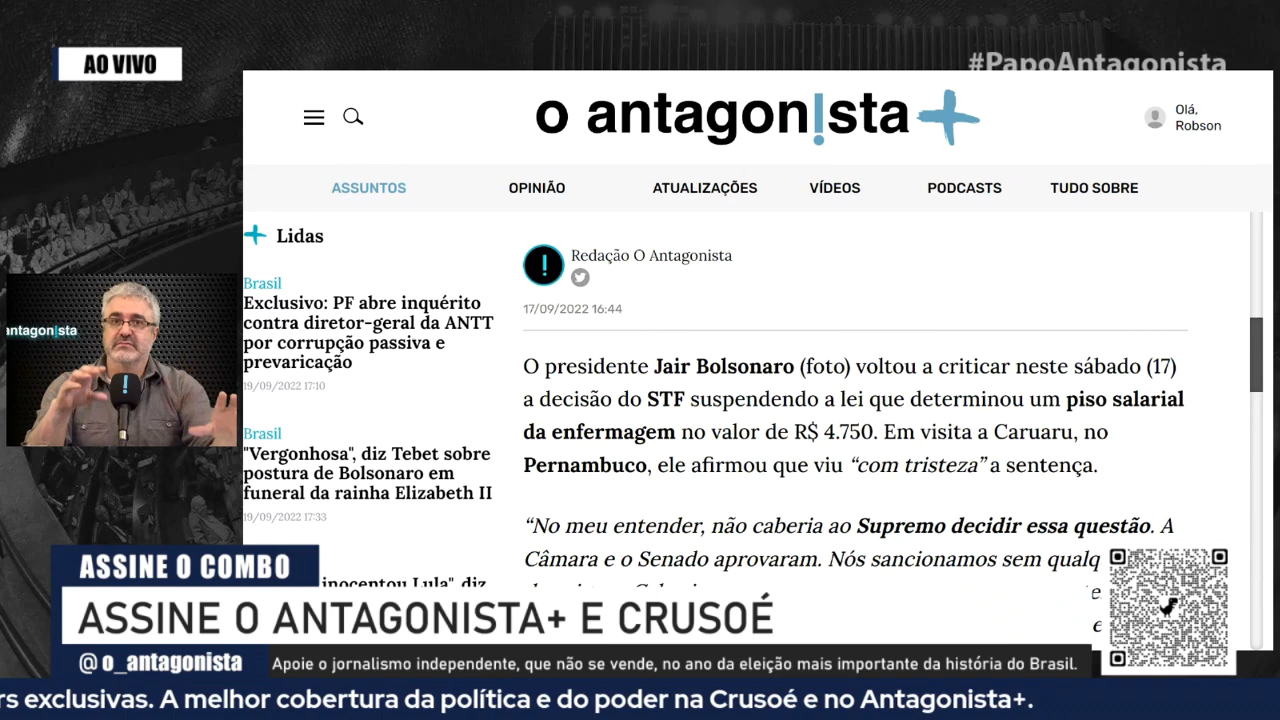 AO VIVO
#PapoAntagonista
o antagon!sta+
Olá,
Robson
ASSUNTOS
OPINIÃO
ATUALIZAÇÕES
VÍDEOS
PODCASTS
TUDO SOBRE
Lidas
Brasil
Exclusivo: PF abre inquérito
contra diretor-geral da ANTT
por corrupção passiva e
prevaricação
19/09/2022 17:10
Brasil
"Vergonhosa", diz Tebet sobre
postura de Bolsonaro em
funeral da rainha Elizabeth II
19/09/2022 17:33
inocentou Lula", diz
Redação O Antagonista
17/09/2022 16:44
O presidente Jair Bolsonaro (foto) voltou a criticar neste sábado (17)
a decisão do STF suspendendo a lei que determinou um piso salarial
da enfermagem no valor de R$ 4.750. Em visita a Caruaru, no
Pernambuco, ele afirmou que viu “com tristeza” a sentença.
“No meu entender, não caberia ao Supremo decidir essa questão. A
Câmara e o Senado aprovaram. Nós sancionamos sem qualq
antagon!sta
ASSINE O COMBO
ASSINE O ANTAGONISTA+ E CRUSOÉ
@o_antagonista
Apoie o jornalismo independente, que não se vende, no ano da eleição mais importante da história do Brasil.
rs exclusivas. A melhor cobertura da política e do poder na Crusoé e no Antagonista+.